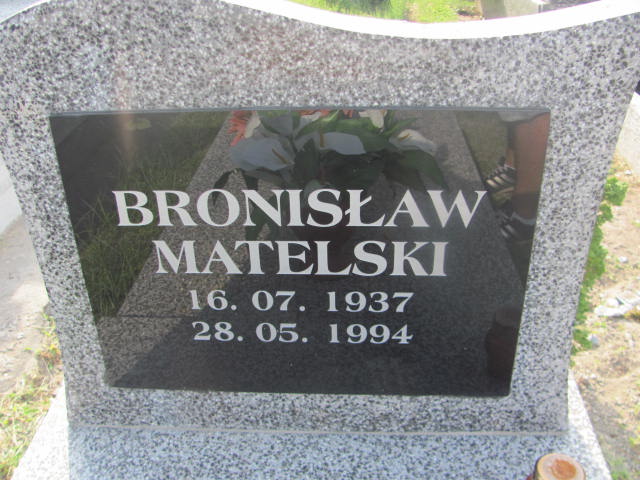 BRONISŁAW
MATELSKI
16. 07. 1937
28. 05. 1994